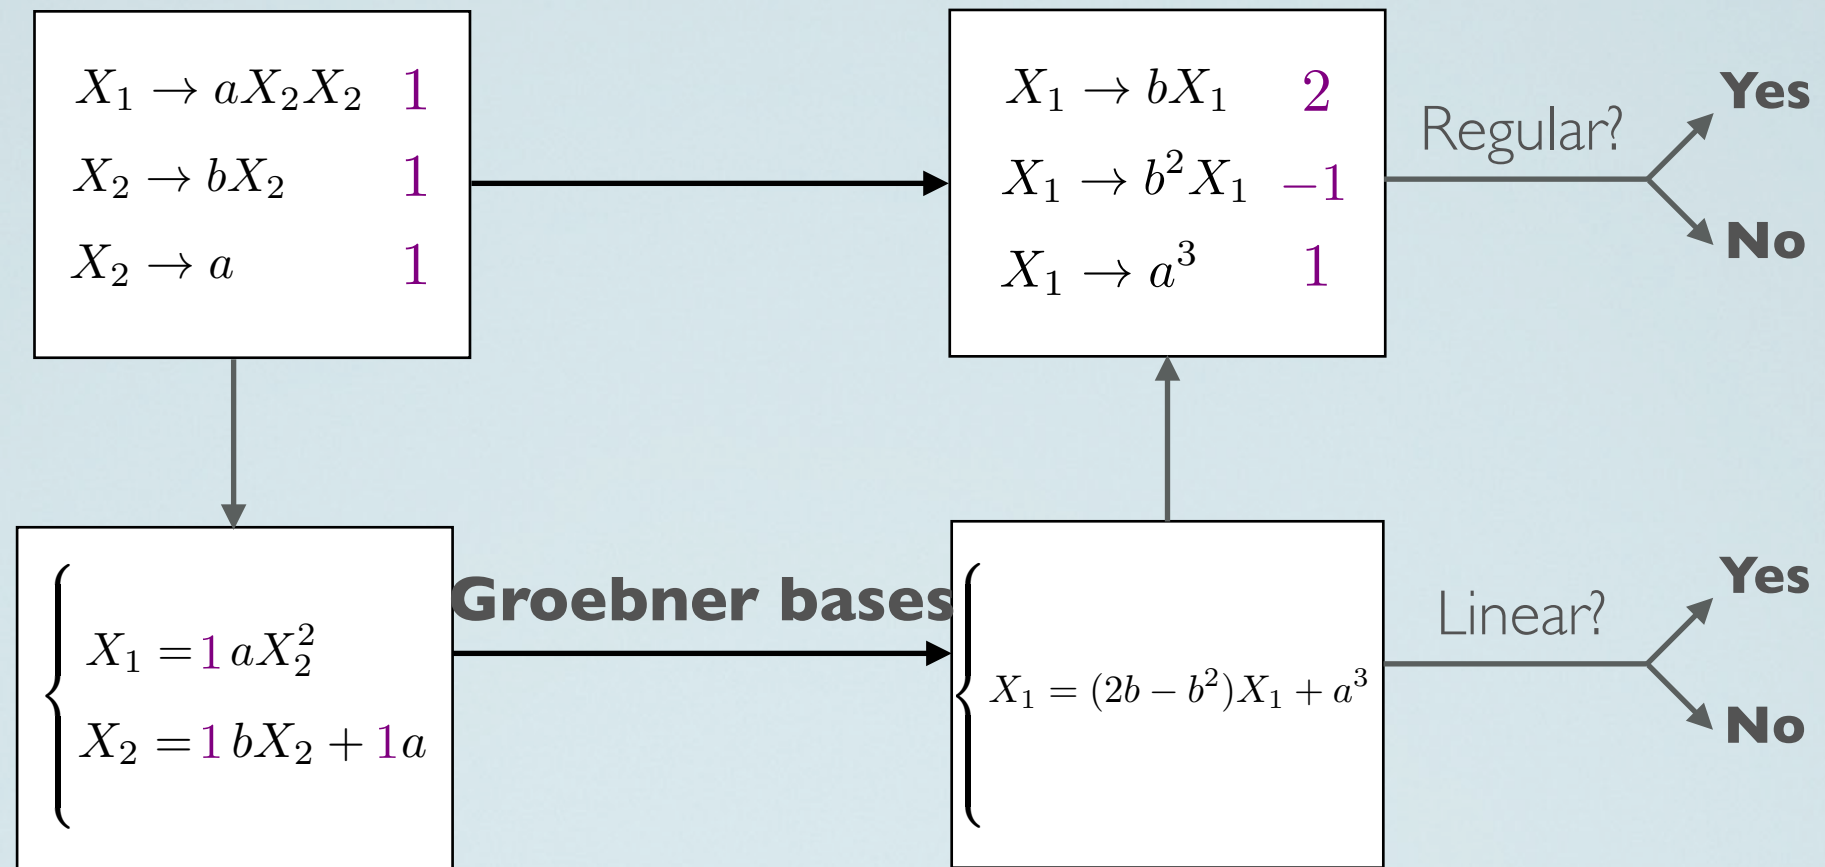 X₁ → aX₂X₂ 1
X₂ → bX₂ 1
X₂ → a 1
X₁ → bX₁ 2
X₁ → b²X₁ −1
X₁ → a³ 1
Regular?
Yes
No
X₁ = 1 aX₂²
X₂ = 1 bX₂ + 1a
Groebner bases
X₁ = (2b − b²)X₁ + a³
Linear?
Yes
No